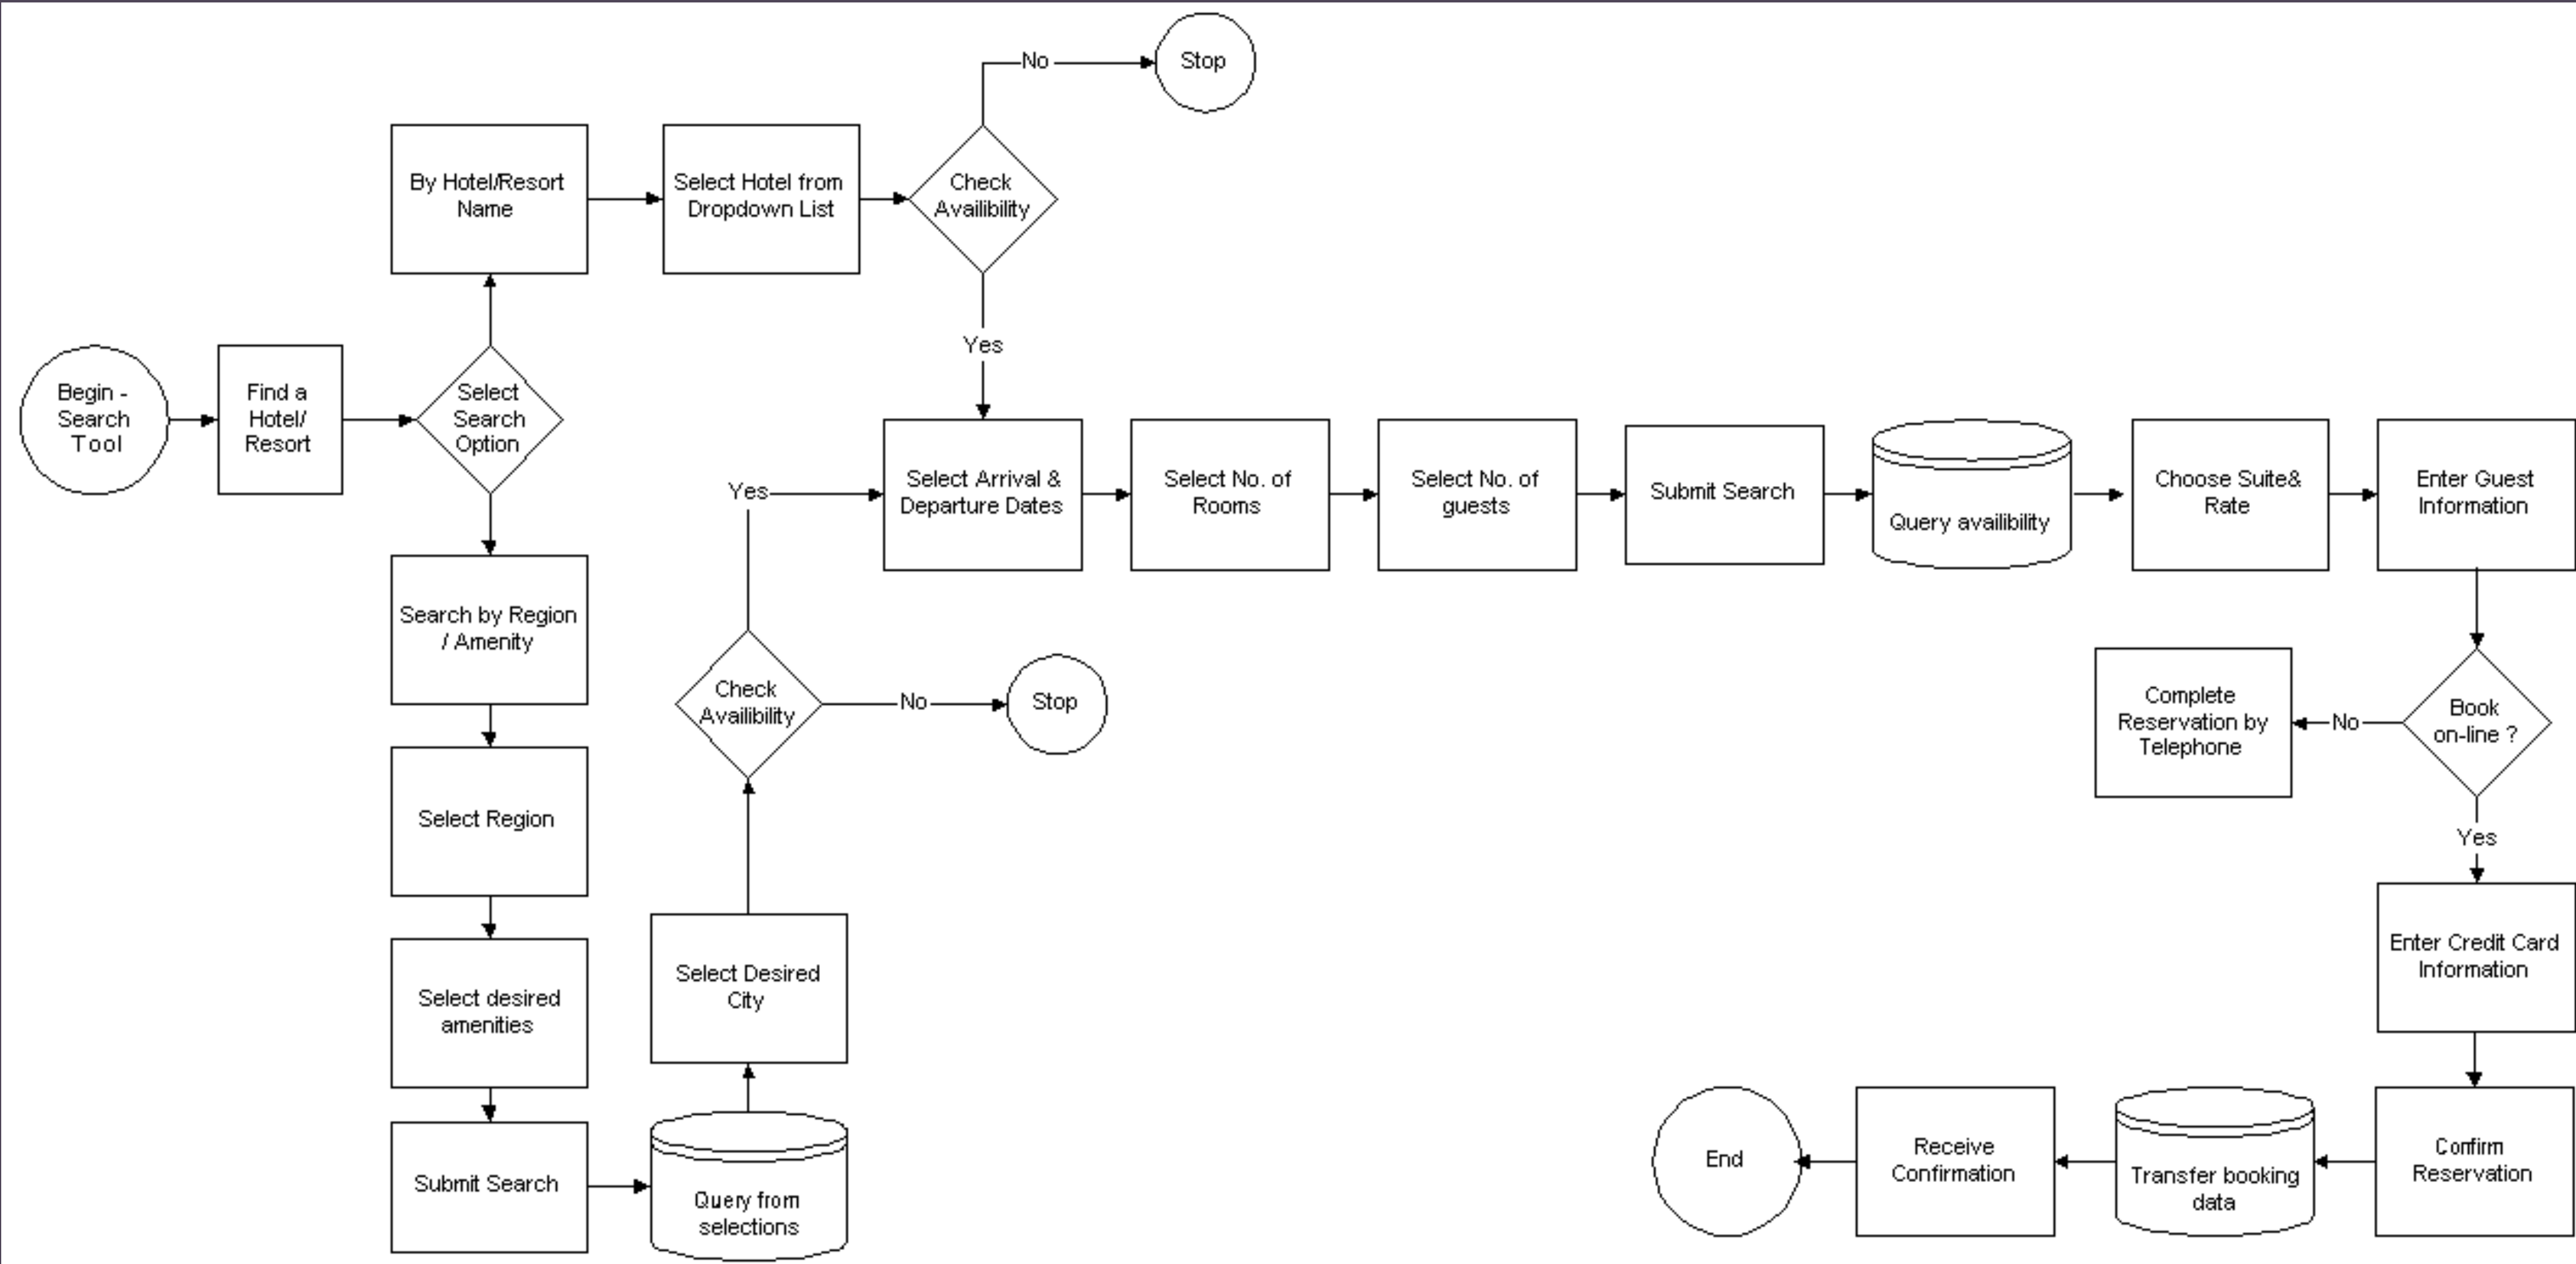 No
Stop
By Hotel/Resort
Name
Select Hotel from
Dropdown List
Check
Availibility
Yes
Begin -
Search
Tool
Find a
Hotel/
Resort
Select
Search
Option
Yes
Select Arrival &
Departure Dates
Select No. of
Rooms
Select No. of
guests
Submit Search
Query availibility
Choose Suite&
Rate
Enter Guest
Information
Search by Region
/ Amenity
Check
Availibility
No
Stop
Complete
Reservation by
Telephone
No
Book
on-line ?
Yes
Select Region
Select Desired
City
Enter Credit Card
Information
Select desired
amenities
Submit Search
Query from
selections
End
Receive
Confirmation
Transfer booking
data
Confirm
Reservation